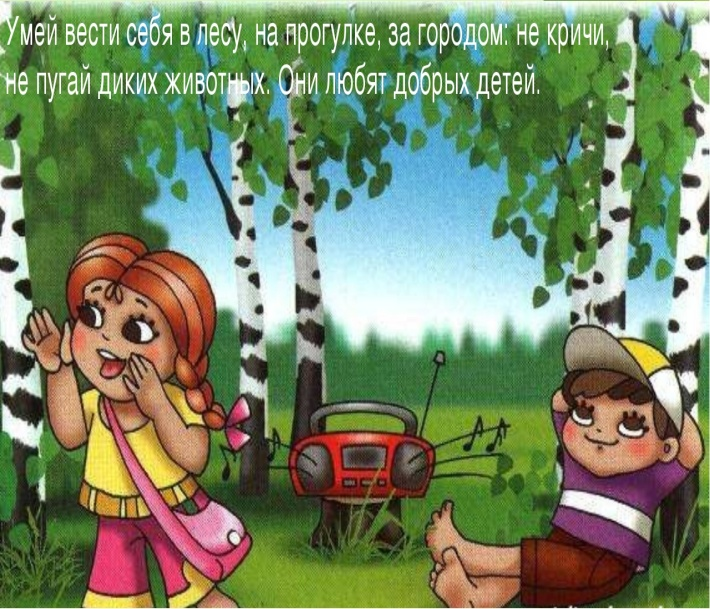 Умей вести себя в лесу, на прогулке, за городом: не кричи,
не пугай диких животных. Они любят добрых детей.